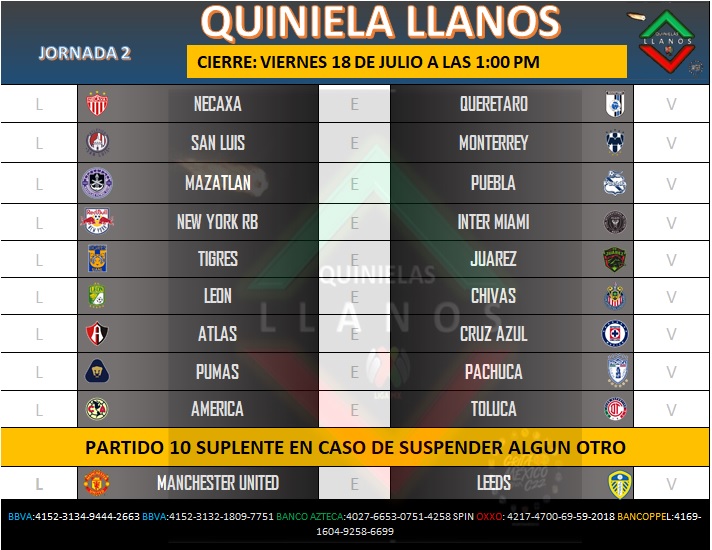 QUINIELA LLANOS
JORNADA 2
CIERRE: VIERNES 18 DE JULIO A LAS 1:00 PM
QUINIELAS
LLANOS
L NECAXA E QUERETARO V
L SAN LUIS E MONTERREY V
L MAZATLAN E PUEBLA V
L NEW YORK RB E INTER MIAMI V
L TIGRES E JUAREZ V
L LEON E CHIVAS V
QUINIELAS
LLANOS
L ATLAS E CRUZ AZUL V
L PUMAS E PACHUCA V
LIGA MX
L AMERICA E TOLUCA V
PARTIDO 10 SUPLENTE EN CASO DE SUSPENDER ALGUN OTRO
L MANCHESTER UNITED E LEEDS V
BBVA:4152-3134-9444-2663 BBVA:4152-3132-1809-7751 BANCO AZTECA:4027-6653-0751-4258 SPIN OXXO: 4217-4700-69-59-2018 BANCOPPEL:4169-
1604-9258-6699